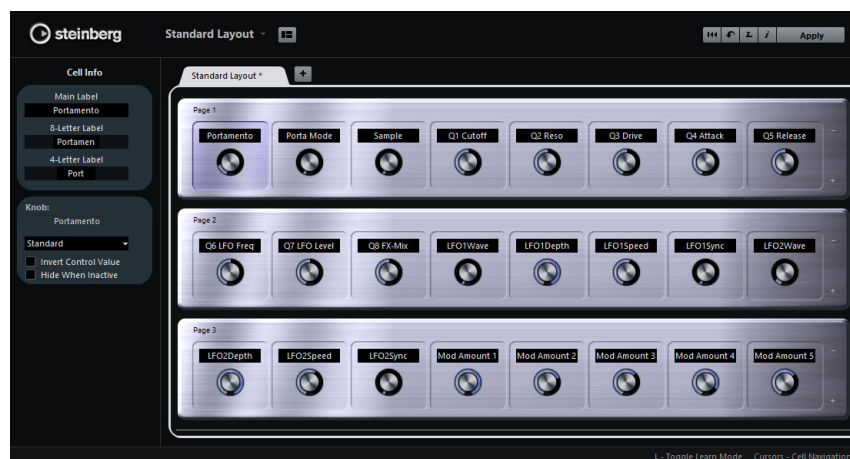 steinberg
Standard Layout
L i Apply
Cell Info
Main Label
Portamento
8-Letter Label
Portamen
4-Letter Label
Port
Knob:
Portamento
Standard
Invert Control Value
Hide When Inactive
Standard Layout *
+
Page 1
Portamento Porta Mode Sample Q1 Cutoff Q2 Reso Q3 Drive Q4 Attack Q5 Release
-
+
Page 2
Q6 LFO Freq Q7 LFO Level Q8 FX-Mix LFO1Wave LFO1Depth LFO1Speed LFO1Sync LFO2Wave
-
+
Page 3
LFO2Depth LFO2Speed LFO2Sync Mod Amount 1 Mod Amount 2 Mod Amount 3 Mod Amount 4 Mod Amount 5
-
+
L - Toggle Learn Mode Cursors - Cell Navigation